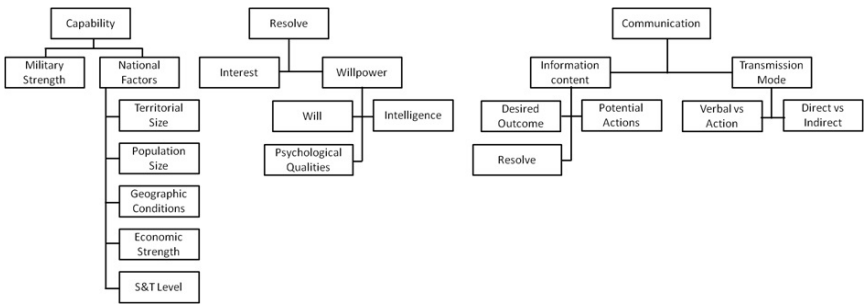 Capability
Military
Strength
National
Factors
Territorial
Size
Population
Size
Geographic
Conditions
Economic
Strength
S&T Level
Resolve
Interest
Willpower
Will
Intelligence
Psychological
Qualities
Communication
Information
content
Transmission
Mode
Desired
Outcome
Potential
Actions
Resolve
Verbal vs
Action
Direct vs
Indirect